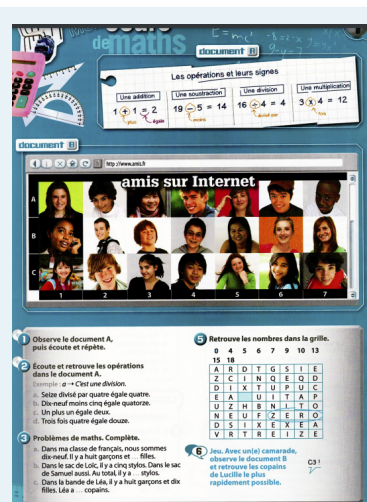 cours
de maths
document A
Les opérations et leurs signes
Une addition
Une soustraction
Une division
Une multiplication
1 + 1 = 2
19 − 5 = 14
16 ÷ 4 = 4
3 x 4 = 12
plus
égale
moins
divisé par
fois
document B
http://www.amis.fr
amis sur Internet
A
B
C
1 2 3 4 5 6 7
1 Observe le document A,
puis écoute et répète.
2 Écoute et retrouve les opérations
dans le document A.
Exemple : a → C'est une division.
a. Seize divisé par quatre égale quatre.
b. Dix-neuf moins cinq égale quatorze.
c. Un plus un égale deux.
d. Trois fois quatre égale douze.
3 Problèmes de maths. Complète.
a. Dans ma classe de français, nous sommes
dix-neuf. Il y a huit garçons et ... filles.
b. Dans le sac de Loïc, il y a cinq stylos. Dans le sac
de Samuel aussi. Au total, il y a ... stylos.
c. Dans la bande de Léa, il y a huit garçons et dix
filles. Léa a ... copains.
5 Retrouve les nombres dans la grille.
0 4 5 6 7 9 10 13
15 18
A R D T G S I E
Z C I N Q E Q D
D I X T U P U C
E A U I T A P
U Z H B N I T O
N E U F Z E R O
D S I X E X E A
V R T R E I Z E
6 Jeu. Avec un(e) camarade,
observe le document B
et retrouve les copains
de Lucille le plus
rapidement possible.
C3 !